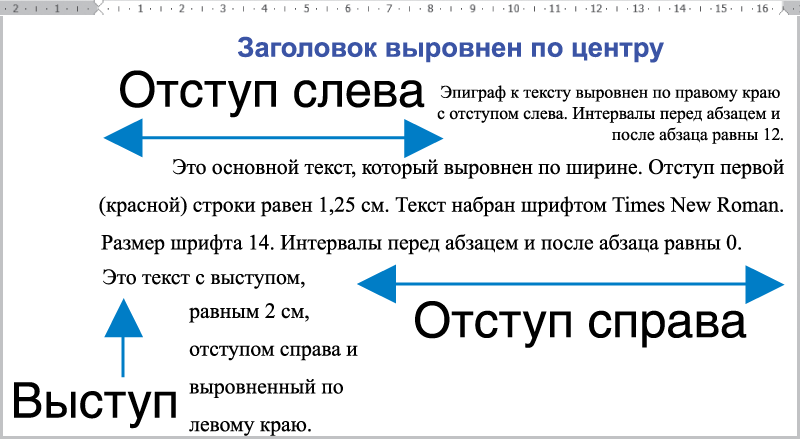 2 1 1 2 3 4 5 6 7 8 9 10 11 12 13 14 15 16
Заголовок выровнен по центру
Отступ слева
Эпиграф к тексту выровнен по правому краю
с отступом слева. Интервалы перед абзацем и
после абзаца равны 12.
Это основной текст, который выровнен по ширине. Отступ первой
(красной) строки равен 1,25 см. Текст набран шрифтом Times New Roman.
Размер шрифта 14. Интервалы перед абзацем и после абзаца равны 0.
Это текст с выступом,
равным 2 см,
отступом справа и
выровненный по
левому краю.
Отступ справа
Выступ